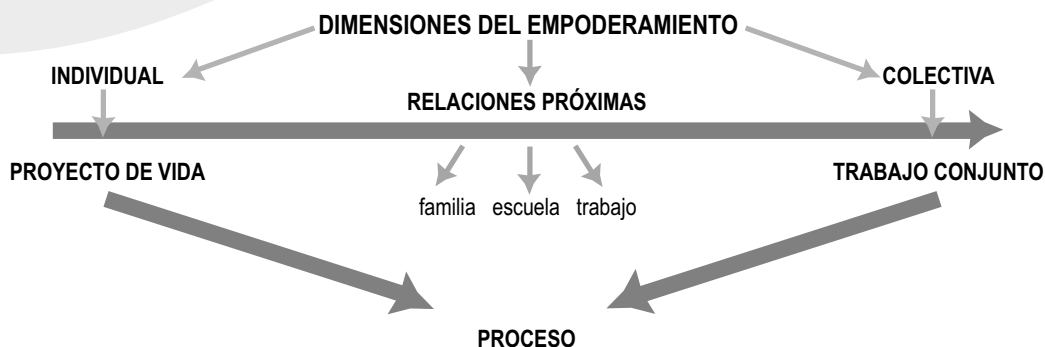 DIMENSIONES DEL EMPODERAMIENTO
INDIVIDUAL
COLECTIVA
RELACIONES PRÓXIMAS
PROYECTO DE VIDA
TRABAJO CONJUNTO
familia escuela trabajo
PROCESO